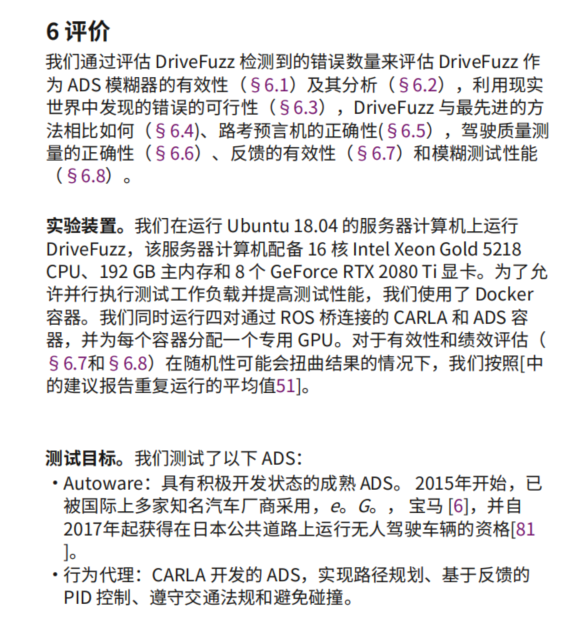 6 评价
我们通过评估 DriveFuzz 检测到的错误数量来评估 DriveFuzz 作
为 ADS 模糊器的有效性（§6.1）及其分析（§6.2），利用现实
世界中发现的错误的可行性（§6.3），DriveFuzz 与最先进的方
法相比如何（§6.4)、路考预言机的正确性(§6.5），驾驶质量测
量的正确性（§6.6）、反馈的有效性（§6.7）和模糊测试性能
（§6.8）。
实验装置。我们在运行 Ubuntu 18.04 的服务器计算机上运行
DriveFuzz，该服务器计算机配备 16 核 Intel Xeon Gold 5218
CPU、192 GB 主内存和 8 个 GeForce RTX 2080 Ti 显卡。为了允
许并行执行测试工作负载并提高测试性能，我们使用了 Docker
容器。我们同时运行四对通过 ROS 桥连接的 CARLA 和 ADS 容
器，并为每个容器分配一个专用 GPU。对于有效性和绩效评估（
§6.7和§6.8）在随机性可能会扭曲结果的情况下，我们按照[中
的建议报告重复运行的平均值51]。
测试目标。我们测试了以下 ADS：
•Autoware：具有积极开发状态的成熟 ADS。 2015年开始，已
被国际上多家知名汽车厂商采用，e。G。，宝马 [6]，并自
2017年起获得在日本公共道路上运行无人驾驶车辆的资格[81
]。
•行为代理：CARLA 开发的 ADS，实现路径规划、基于反馈的
PID 控制、遵守交通法规和避免碰撞。